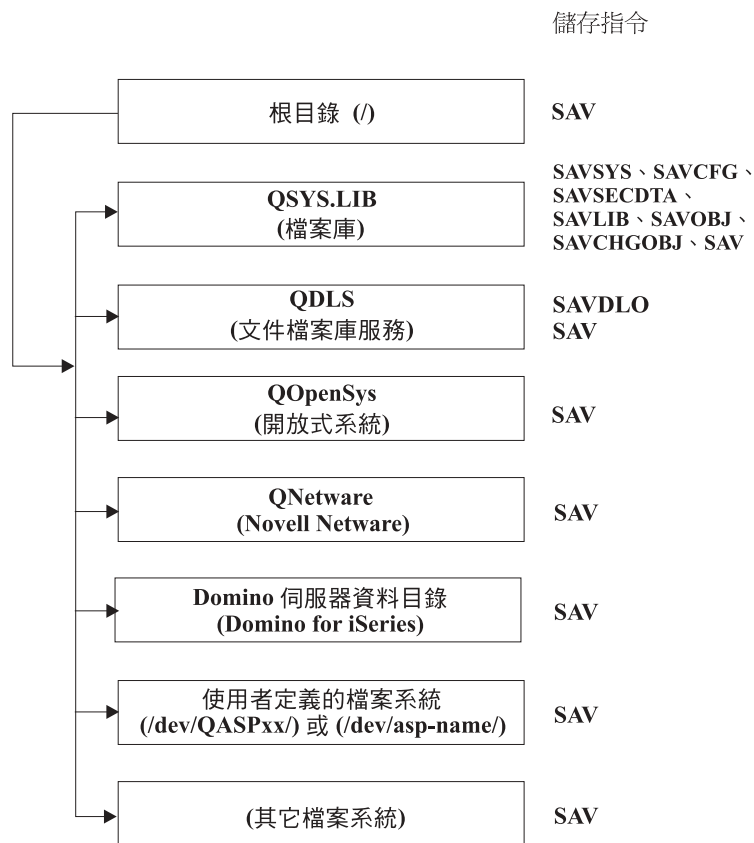 儲存指令
根目錄 (/)
SAV
QSYS.LIB
(檔案庫)
SAVSYS、SAVCFG、
SAVSECDTA、
SAVLIB、SAVOBJ、
SAVCHGOBJ、SAV
QDLS
(文件檔案庫服務)
SAVDLO
SAV
QOpenSys
(開放式系統)
SAV
QNetware
(Novell Netware)
SAV
Domino 伺服器資料目錄
(Domino for iSeries)
SAV
使用者定義的檔案系統
(/dev/QASPxx/) 或 (/dev/asp-name/)
SAV
(其它檔案系統)
SAV